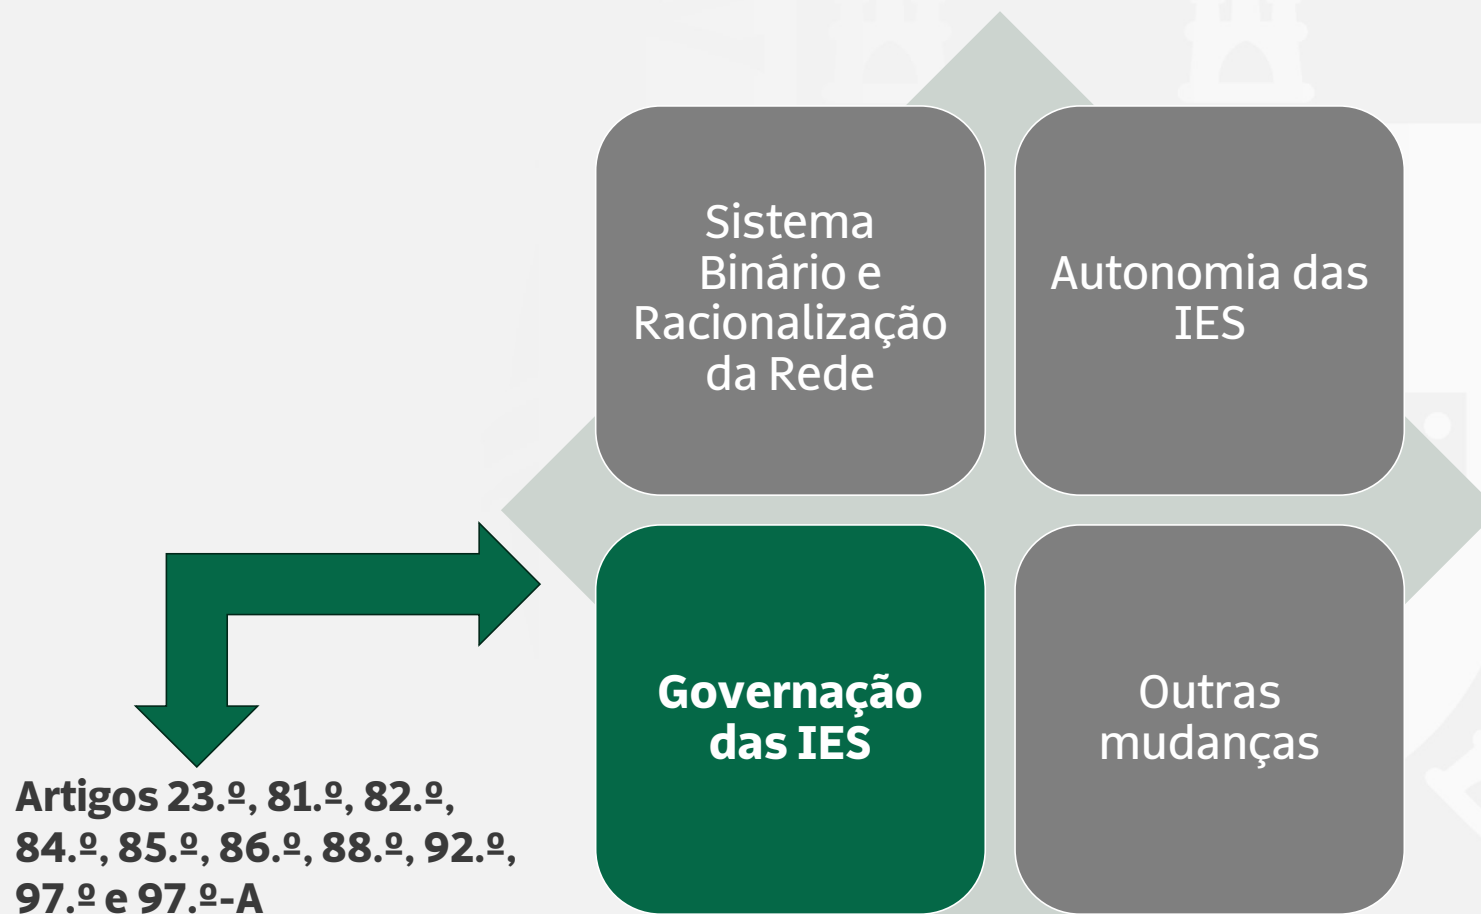 Sistema
Binário e
Racionalização
da Rede
Autonomia das
IES
Governação
das IES
Outras
mudanças
Artigos 23.º, 81.º, 82.º,
84.º, 85.º, 86.º, 88.º, 92.º,
97.º e 97.º-A